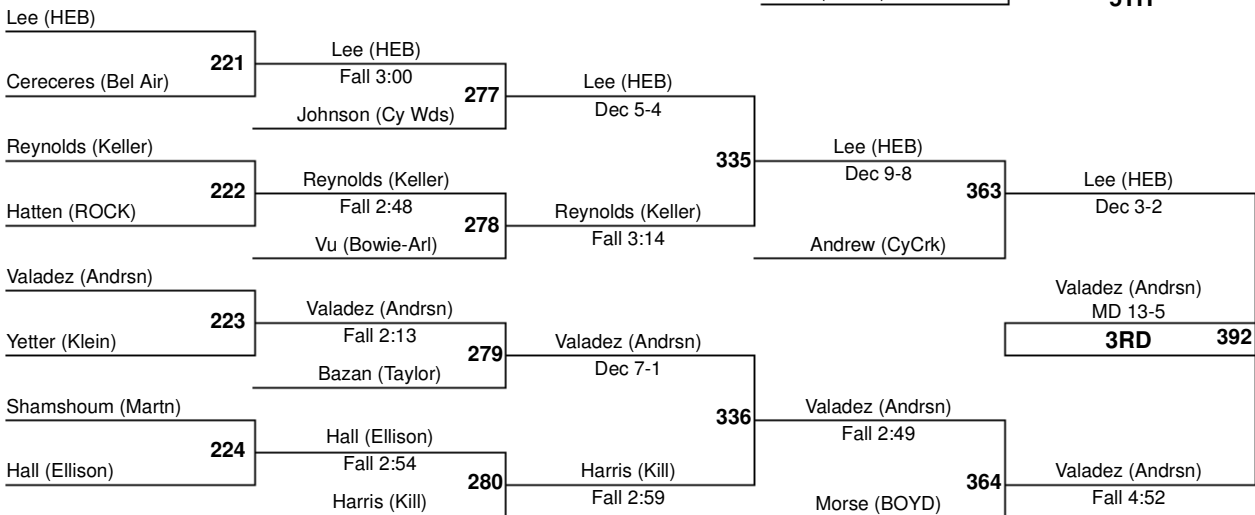 Lee (HEB)
Cereceres (Bel Air)
221
Lee (HEB)
Fall 3:00
Johnson (Cy Wds)
277
Lee (HEB)
Dec 5-4
Reynolds (Keller)
Hatten (ROCK)
222
Reynolds (Keller)
Fall 2:48
Vu (Bowie-Arl)
278
Reynolds (Keller)
Fall 3:14
335
Lee (HEB)
Dec 9-8
Andrew (CyCrk)
363
Lee (HEB)
Dec 3-2
Valadez (Andrsn)
Yetter (Klein)
223
Valadez (Andrsn)
Fall 2:13
Bazan (Taylor)
279
Valadez (Andrsn)
Dec 7-1
Valadez (Andrsn)
MD 13-5
3RD
392
Shamshoum (Martn)
Hall (Ellison)
224
Hall (Ellison)
Fall 2:54
Harris (Kill)
280
Harris (Kill)
Fall 2:59
336
Valadez (Andrsn)
Fall 2:49
Morse (BOYD)
364
Valadez (Andrsn)
Fall 4:52